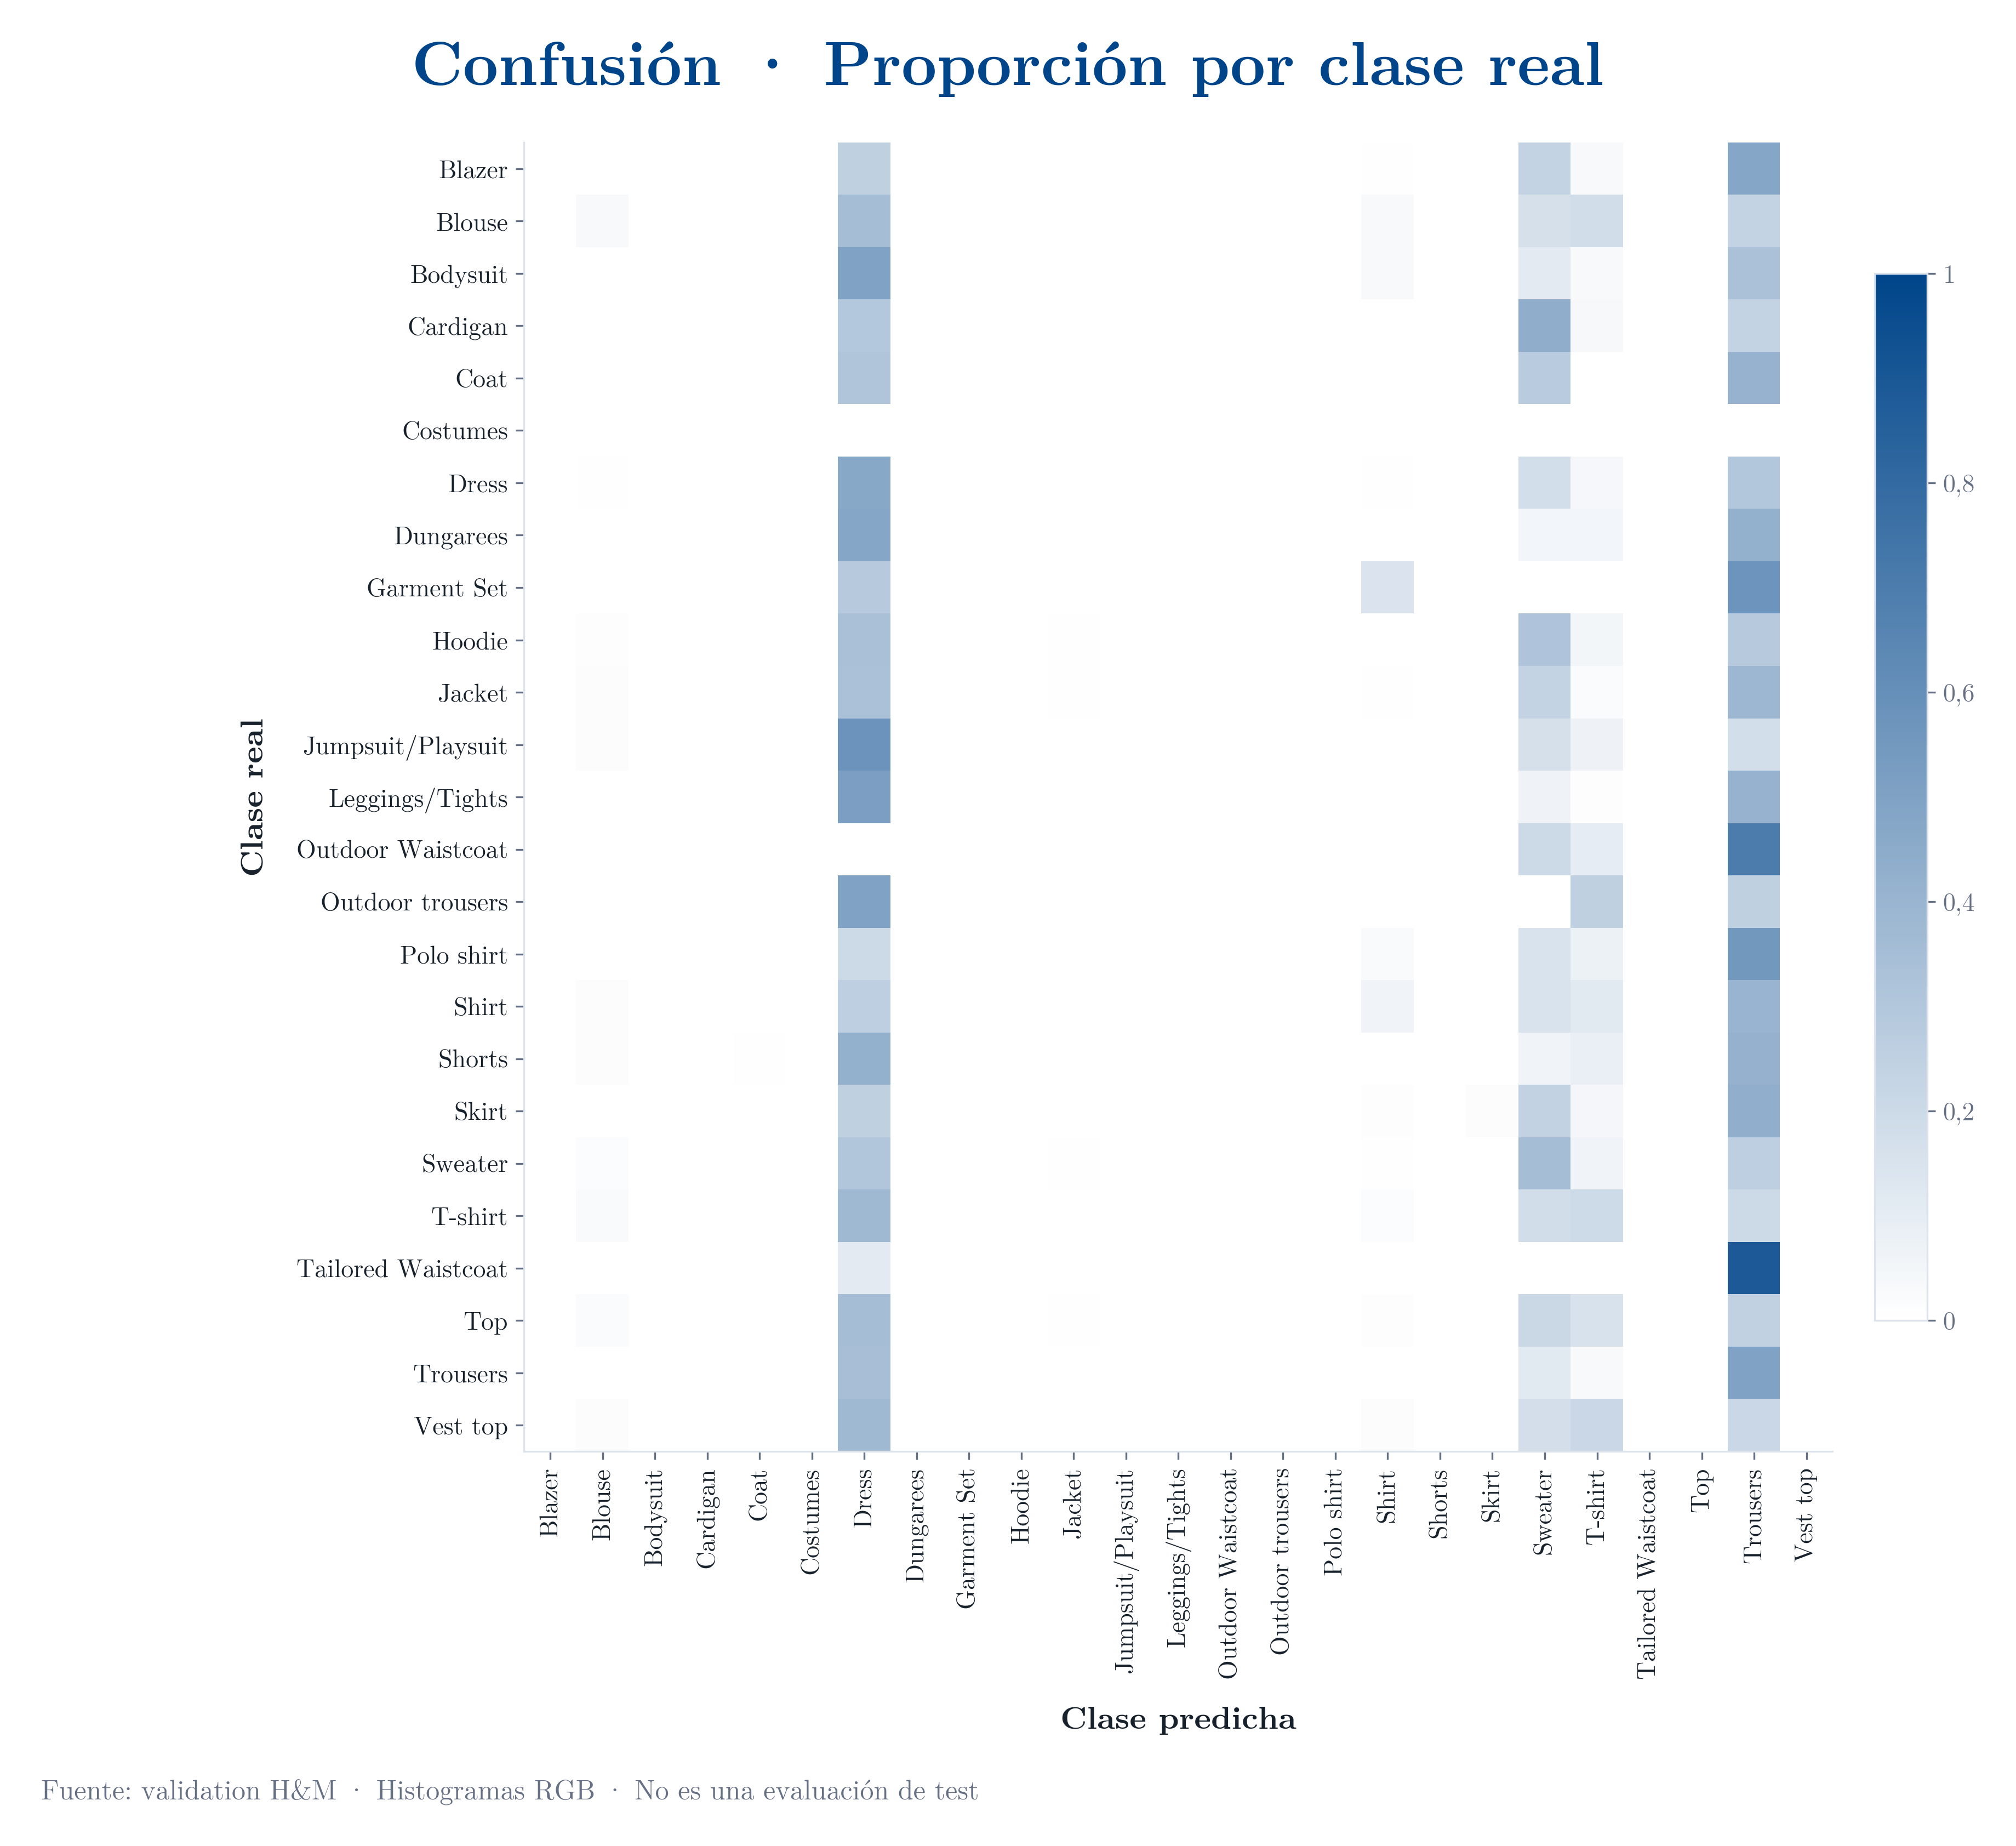 Confusión · Proporción por clase real
Clase real
Blazer
Blouse
Bodysuit
Cardigan
Coat
Costumes
Dress
Dungarees
Garment Set
Hoodie
Jacket
Jumpsuit/Playsuit
Leggings/Tights
Outdoor Waistcoat
Outdoor trousers
Polo shirt
Shirt
Shorts
Skirt
Sweater
T-shirt
Tailored Waistcoat
Top
Trousers
Vest top
1
0,8
0,6
0,4
0,2
0
Blazer
Blouse
Bodysuit
Cardigan
Coat
Costumes
Dress
Dungarees
Garment Set
Hoodie
Jacket
Jumpsuit/Playsuit
Leggings/Tights
Outdoor Waistcoat
Outdoor trousers
Polo shirt
Shirt
Shorts
Skirt
Sweater
T-shirt
Tailored Waistcoat
Top
Trousers
Vest top
Clase predicha
Fuente: validation H&M · Histogramas RGB · No es una evaluación de test